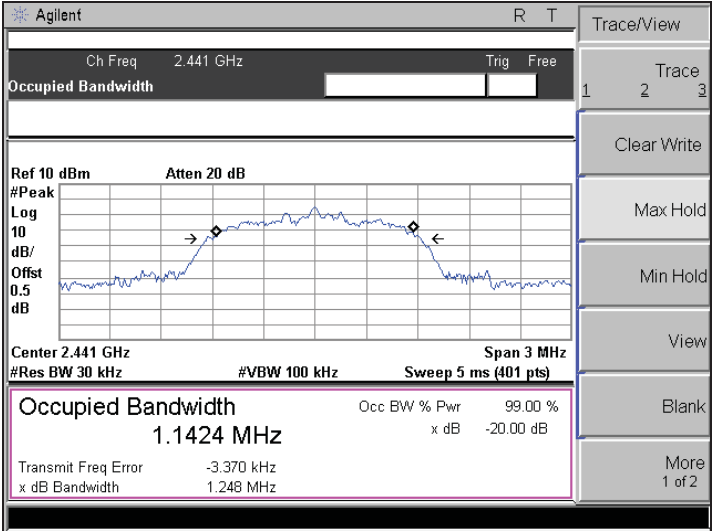 Agilent R T
Ch Freq 2.441 GHz Trig Free
Occupied Bandwidth
Ref 10 dBm Atten 20 dB
#Peak
Log
10
dB/
Offst
0.5
dB
Center 2.441 GHz Span 3 MHz
#Res BW 30 kHz #VBW 100 kHz Sweep 5 ms (401 pts)
Occupied Bandwidth
1.1424 MHz
Occ BW % Pwr 99.00 %
x dB -20.00 dB
Transmit Freq Error -3.370 kHz
x dB Bandwidth 1.248 MHz
Trace/View
Trace
1 2 3
Clear Write
Max Hold
Min Hold
View
Blank
More
1 of 2